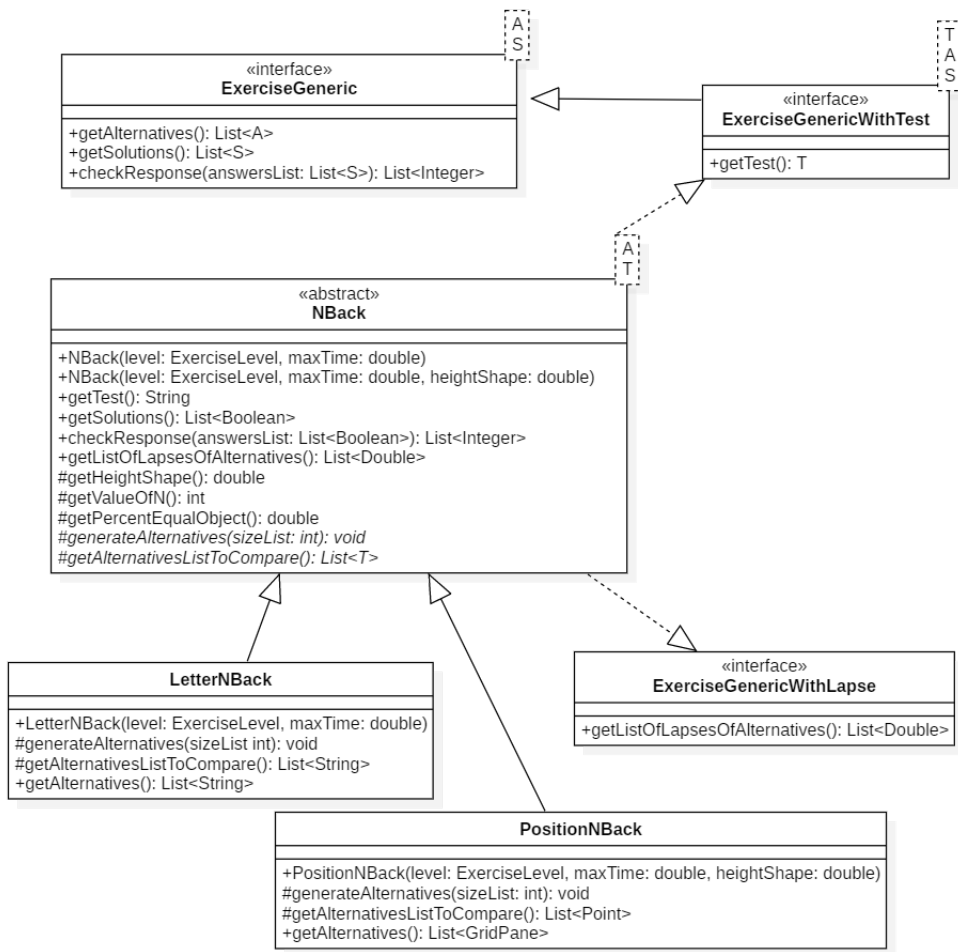 A
S
«interface»
ExerciseGeneric
+getAlternatives(): List<A>
+getSolutions(): List<S>
+checkResponse(answersList: List<S>): List<Integer>
T
A
S
«interface»
ExerciseGenericWithTest
+getTest(): T
A
T
«abstract»
NBack
+NBack(level: ExerciseLevel, maxTime: double)
+NBack(level: ExerciseLevel, maxTime: double, heightShape: double)
+getTest(): String
+getSolutions(): List<Boolean>
+checkResponse(answersList: List<Boolean>): List<Integer>
+getListOfLapsesOfAlternatives(): List<Double>
#getHeightShape(): double
#getValueOfN(): int
#getPercentEqualObject(): double
#generateAlternatives(sizeList: int): void
#getAlternativesListToCompare(): List<T>
LetterNBack
+LetterNBack(level: ExerciseLevel, maxTime: double)
#generateAlternatives(sizeList int): void
#getAlternativesListToCompare(): List<String>
+getAlternatives(): List<String>
«interface»
ExerciseGenericWithLapse
+getListOfLapsesOfAlternatives(): List<Double>
PositionNBack
+PositionNBack(level: ExerciseLevel, maxTime: double, heightShape: double)
#generateAlternatives(sizeList: int): void
#getAlternativesListToCompare(): List<Point>
+getAlternatives(): List<GridPane>